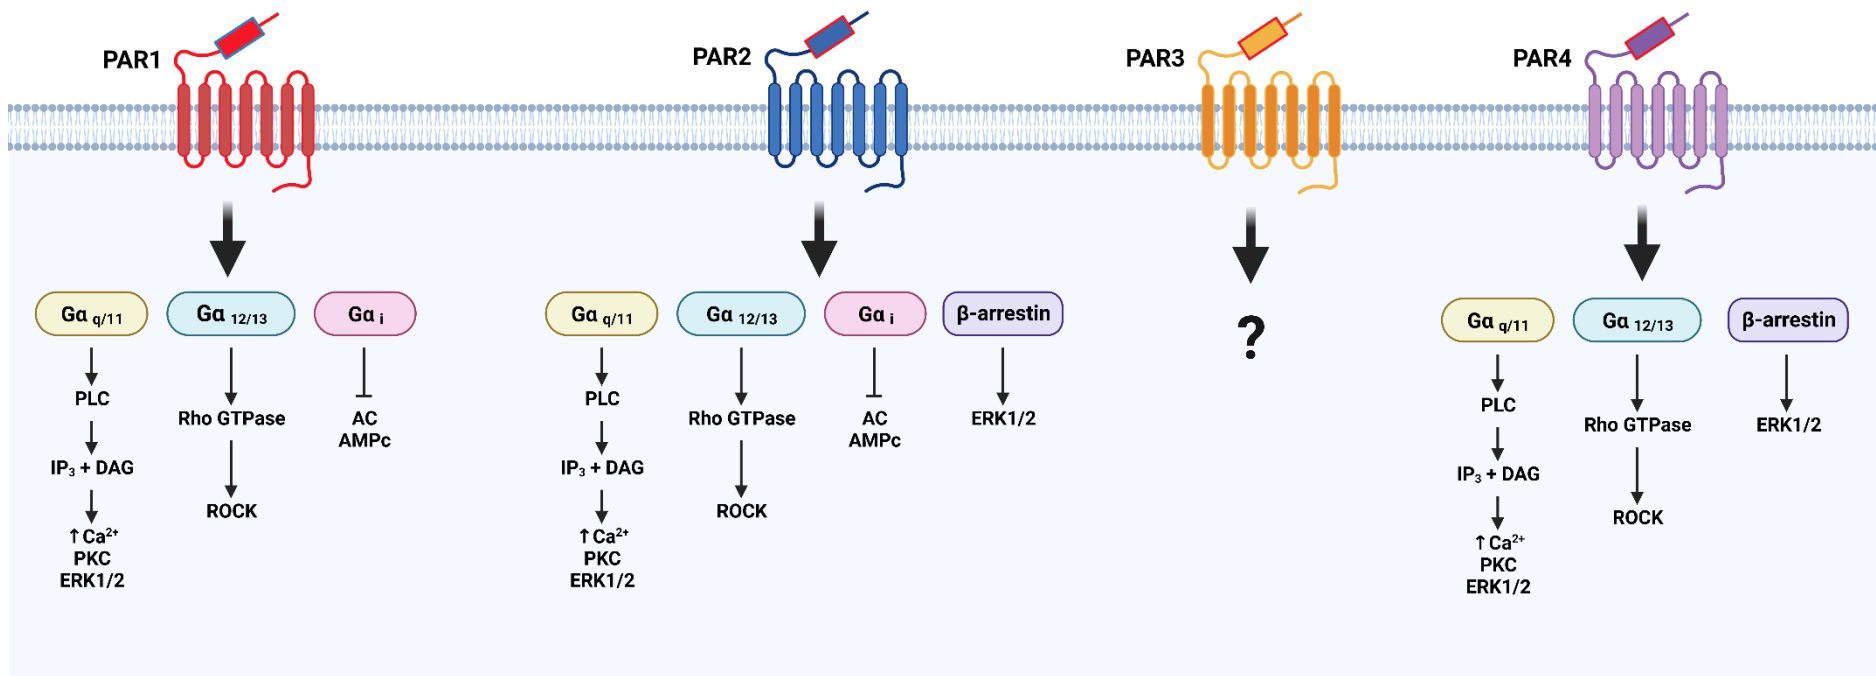 PAR1
PAR2
PAR3
PAR4
Gα q/11
Gα 12/13
Gα i
PLC
Rho GTPase
AC
AMPc
IP₃ + DAG
ROCK
↑Ca²⁺
PKC
ERK1/2
Gα q/11
Gα 12/13
Gα i
β-arrestin
PLC
Rho GTPase
AC
AMPc
ERK1/2
IP₃ + DAG
ROCK
↑Ca²⁺
PKC
ERK1/2
?
Gα q/11
Gα 12/13
β-arrestin
PLC
Rho GTPase
ERK1/2
IP₃ + DAG
ROCK
↑Ca²⁺
PKC
ERK1/2